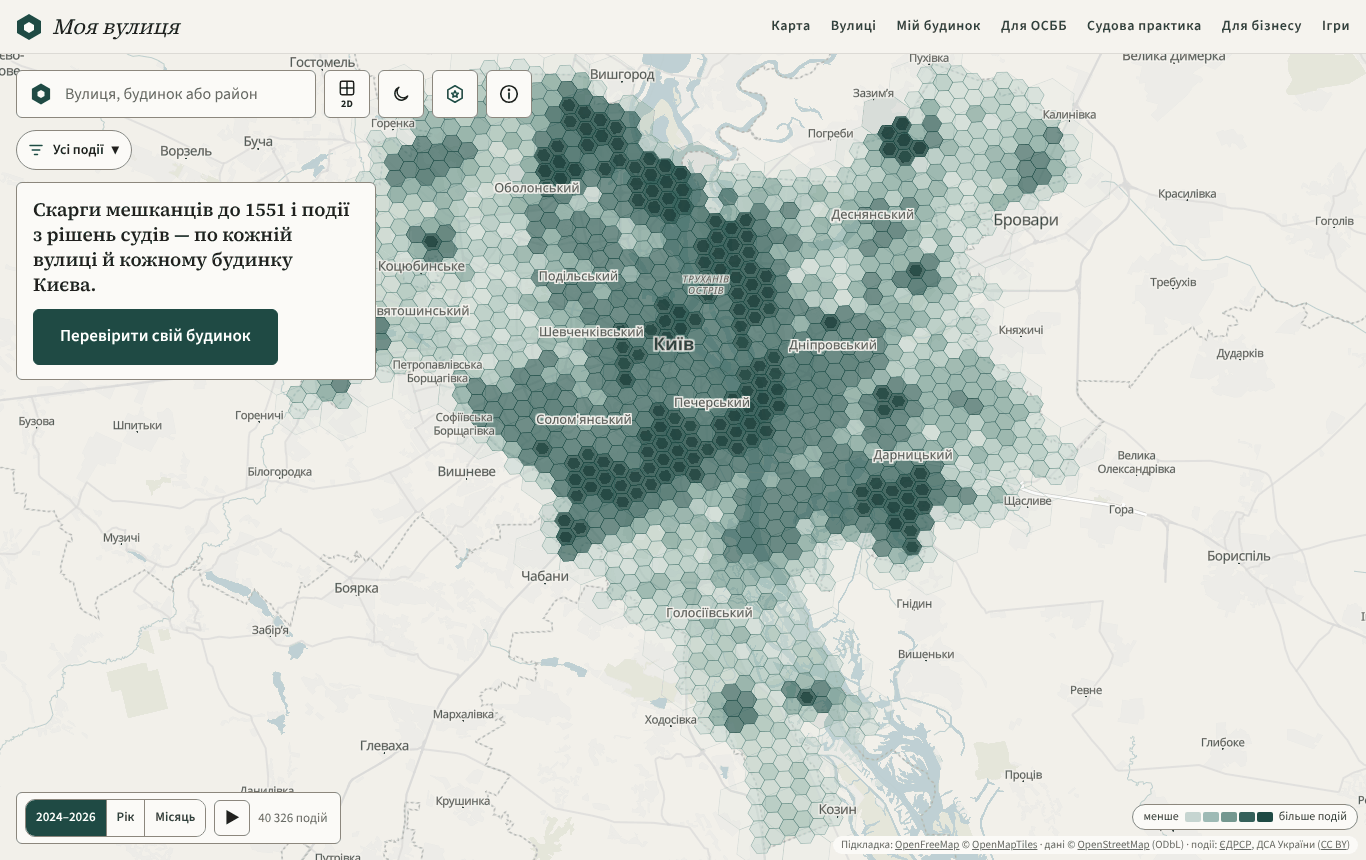 Моя вулиця
Карта
Вулиці
Мій будинок
Для ОСББ
Судова практика
Для бізнесу
Ігри
Гостомель
Вишгород
Пухівка
Велика Димерка
Вулиця, будинок або район
2D
Зазим'я
Калинівка
Горенка
Погреби
Усі події ▾
Ворзель
Буча
Оболонський
Деснянський
Красилівка
Бровари
Гоголів
Скарги мешканців до 1551 і події
з рішень судів — по кожній
вулиці й кожному будинку
Києва.
Перевірити свій будинок
Коцюбинське
Подільський
ТРУХАНІВ
ОСТРІВ
Требухів
вятошинський
Шевченківський
Київ
Дніпровський
Княжичі
Дударків
Петропавлівська
Борщагівка
Печерський
Бузова
Шпитьки
Гореничі
Софіївська
Борщагівка
Солом'янський
Дарницький
Велика
Олександрівка
Білогородка
Вишневе
Щасливе
Гора
Музичі
Бориспіль
Чабани
Боярка
Гнідин
Голосіївський
Забір'я
Вишеньки
Ревне
Мархалівка
Ходосівка
Глеваха
Глибоке
Проців
Данилівка
Крушинка
Козин
2024–2026
Рік
Місяць
40 326 подій
менше
більше подій
Підкладка: OpenFreeMap © OpenMapTiles · дані © OpenStreetMap (ODbL) · події: ЄДРСР, ДСА України (CC BY)
Путрівка